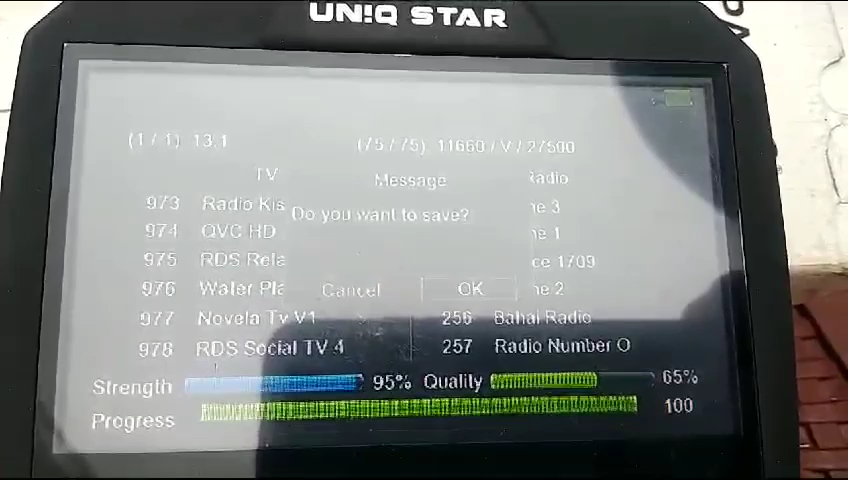 UN!Q STAR
(1 / 1) 13.1 (75 / 75) 11660 / V / 27500
TV Message Radio
973 Radio Kis ne 3
Do you want to save?
974 QVC HD ne 1
975 RDS Rela ce 1709
976 Water Pla Cancel OK ne 2
977 Novela Tv V1 256 Bahai Radio
978 RDS Social TV 4 257 Radio Number O
Strength 95% Quality 65%
Progress 100